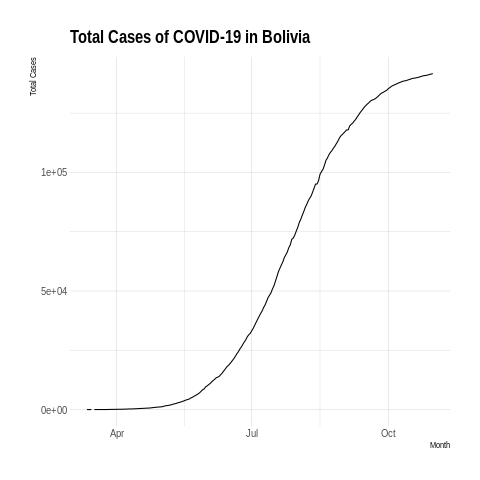 Total Cases of COVID-19 in Bolivia
Total Cases
1e+05
5e+04
0e+00
Apr
Jul
Oct
Month